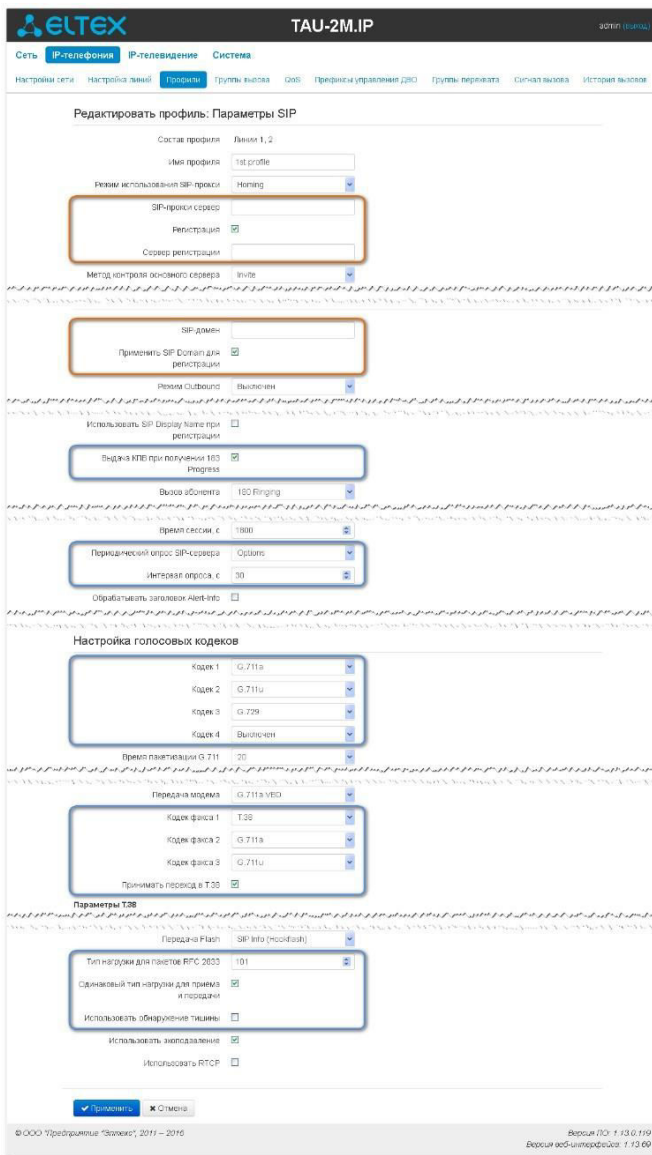 ELTEX
TAU-2M.IP
admin (выход)
Сеть IP-телефония IP-телевидение Система
Настройки сети Настройка линий Профили Группы вызова QoS Префиксы управления ДВО Группы перехвата Сигнал вызова История вызовов
Редактировать профиль: Параметры SIP
Состав профиля Линии 1, 2
Имя профиля 1st profile
Режим использования SIP-прокси Homing
SIP-прокси сервер
Регистрация
Сервер регистрации
Метод контроля основного сервера Invite
SIP-домен
Применить SIP Domain для
регистрации
Режим Outbound Выключен
Использовать SIP Display Name при
регистрации
Выдача КПВ при получении 183
Progress
Вызов абонента 180 Ringing
Время сессии, с 1800
Периодический опрос SIP-сервера Options
Интервал опроса, с 30
Обрабатывать заголовок Alert-Info
Настройка голосовых кодеков
Кодек 1 G.711a
Кодек 2 G.711u
Кодек 3 G.729
Кодек 4 Выключен
Время пакетизации G.711 20
Передача модема G.711a VBD
Кодек факса 1 T.38
Кодек факса 2 G.711a
Кодек факса 3 G.711u
Принимать переход в T.38
Параметры T.38
Передача Flash SIP Info (Hookflash)
Тип нагрузки для пакетов RFC 2833 101
Одинаковый тип нагрузки для приема
и передачи
Использовать обнаружение тишины
Использовать эхоподавление
Использовать RTCP
Применить Отмена
© ООО "Предприятие "Элтекс", 2011 – 2016
Версия ПО: 1.13.0.119
Версия веб-интерфейса: 1.13.69